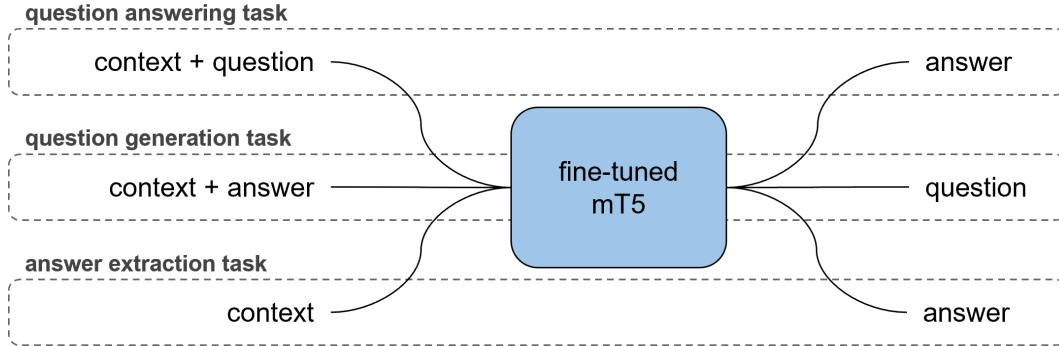 question answering task
context + question
answer
question generation task
context + answer
fine-tuned
mT5
question
answer extraction task
context
answer